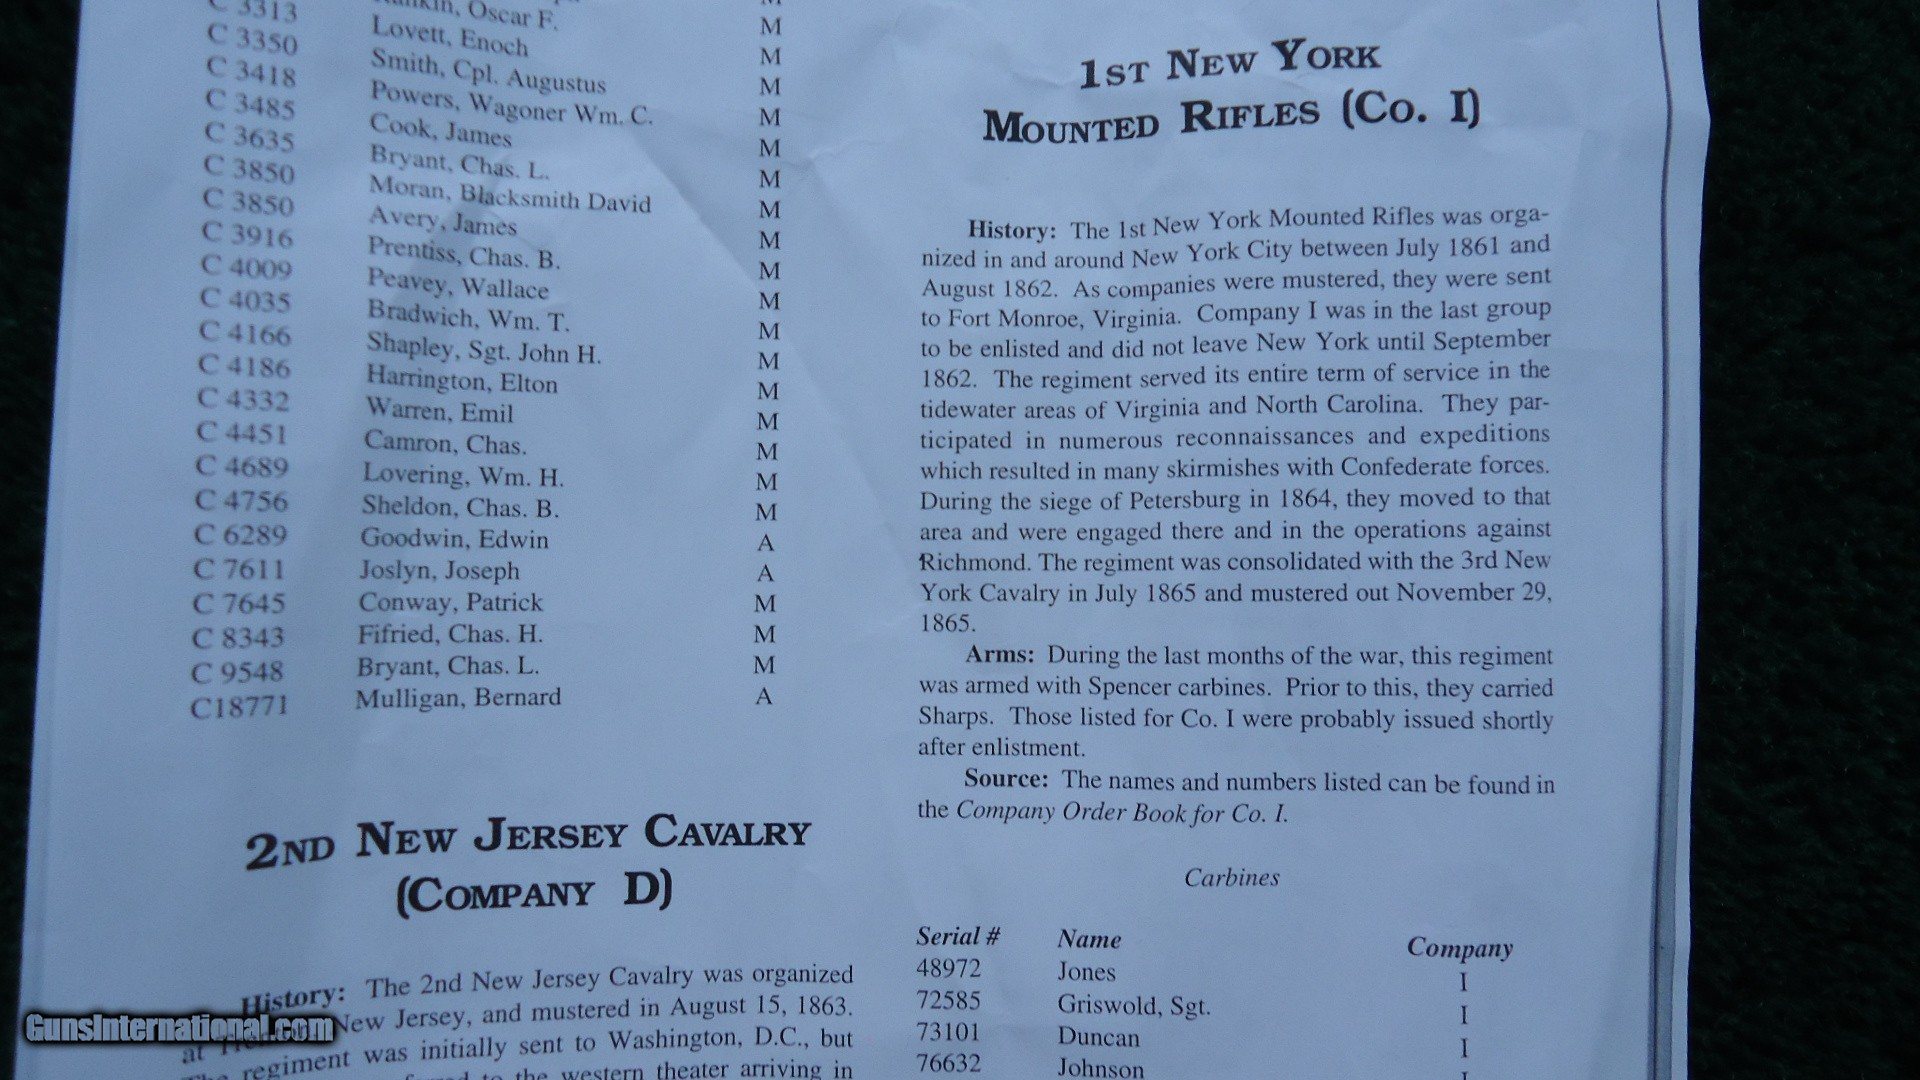 Oscar F. M
C 3313 Lovett, Enoch M
C 3350 Smith, Cpl. Augustus M
C 3418 Powers, Wagoner Wm. C. M
C 3485 Cook, James M
C 3635 Bryant, Chas. L. M
C 3850 Moran, Blacksmith David M
C 3850 Avery, James M
C 3916 Prentiss, Chas. B. M
C 4009 Peavey, Wallace M
C 4035 Bradwich, Wm. T. M
C 4166 Shapley, Sgt. John H. M
C 4186 Harrington, Elton M
C 4332 Warren, Emil M
C 4451 Camron, Chas. M
C 4689 Lovering, Wm. H. M
C 4756 Sheldon, Chas. B. M
C 6289 Goodwin, Edwin A
C 7611 Joslyn, Joseph A
C 7645 Conway, Patrick M
C 8343 Fifried, Chas. H. M
C 9548 Bryant, Chas. L. M
C18771 Mulligan, Bernard A
2ND NEW JERSEY CAVALRY
(COMPANY D)
History: The 2nd New Jersey Cavalry was organized
at New Jersey, and mustered in August 15, 1863.
The regiment was initially sent to Washington, D.C., but
to the western theater arriving in
1ST NEW YORK
MOUNTED RIFLES (CO. I)
History: The 1st New York Mounted Rifles was orga-
nized in and around New York City between July 1861 and
August 1862. As companies were mustered, they were sent
to Fort Monroe, Virginia. Company I was in the last group
to be enlisted and did not leave New York until September
1862. The regiment served its entire term of service in the
tidewater areas of Virginia and North Carolina. They par-
ticipated in numerous reconnaissances and expeditions
which resulted in many skirmishes with Confederate forces.
During the siege of Petersburg in 1864, they moved to that
area and were engaged there and in the operations against
Richmond. The regiment was consolidated with the 3rd New
York Cavalry in July 1865 and mustered out November 29,
1865.
Arms: During the last months of the war, this regiment
was armed with Spencer carbines. Prior to this, they carried
Sharps. Those listed for Co. I were probably issued shortly
after enlistment.
Source: The names and numbers listed can be found in
the Company Order Book for Co. I.
Carbines
Serial # Name Company
48972 Jones I
72585 Griswold, Sgt. I
73101 Duncan I
76632 Johnson I
GunsInternational.com